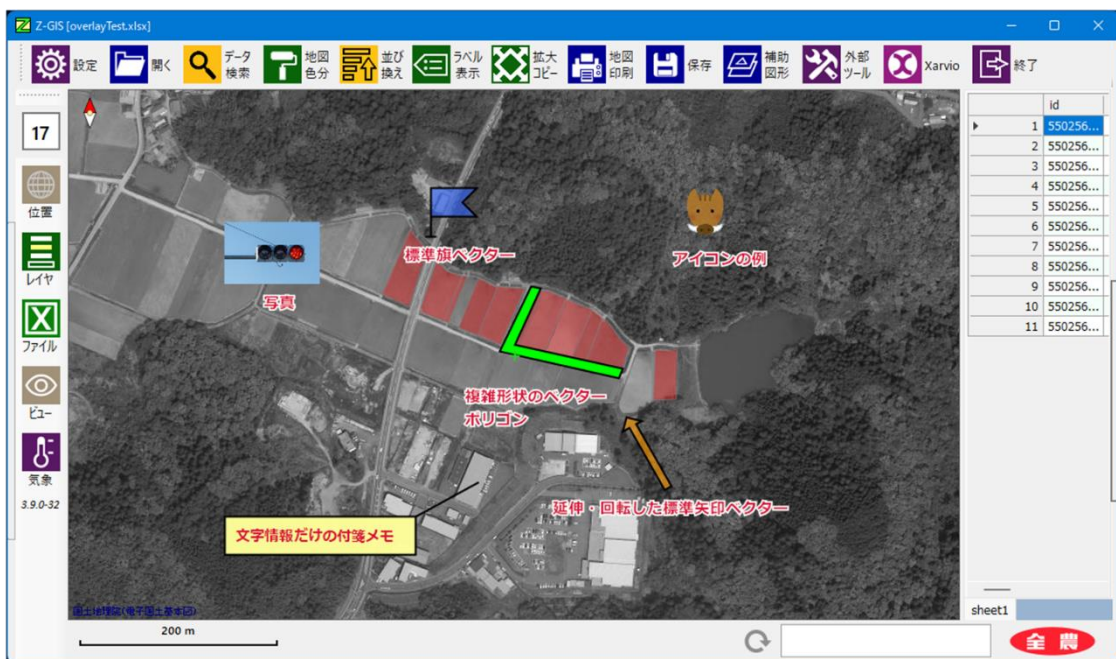 Z-GIS [overlayTest.xlsx]
設定
開く
データ
検索
地図
色分
並び
換え
ラベル
表示
拡大
コピー
地図
印刷
保存
補助
図形
外部
ツール
Xarvio
終了
17
位置
レイヤ
ファイル
ビュー
気象
3.9.0-32
標準旗ベクター
アイコンの例
写真
複雑形状のベクター
ポリゴン
延伸・回転した標準矢印ベクター
文字情報だけの付箋メモ
国土地理院(電子国土基本図)
200 m
id
1 550256...
2 550256...
3 550256...
4 550256...
5 550256...
6 550256...
7 550256...
8 550256...
9 550256...
10 550256...
11 550256...
sheet1
全農